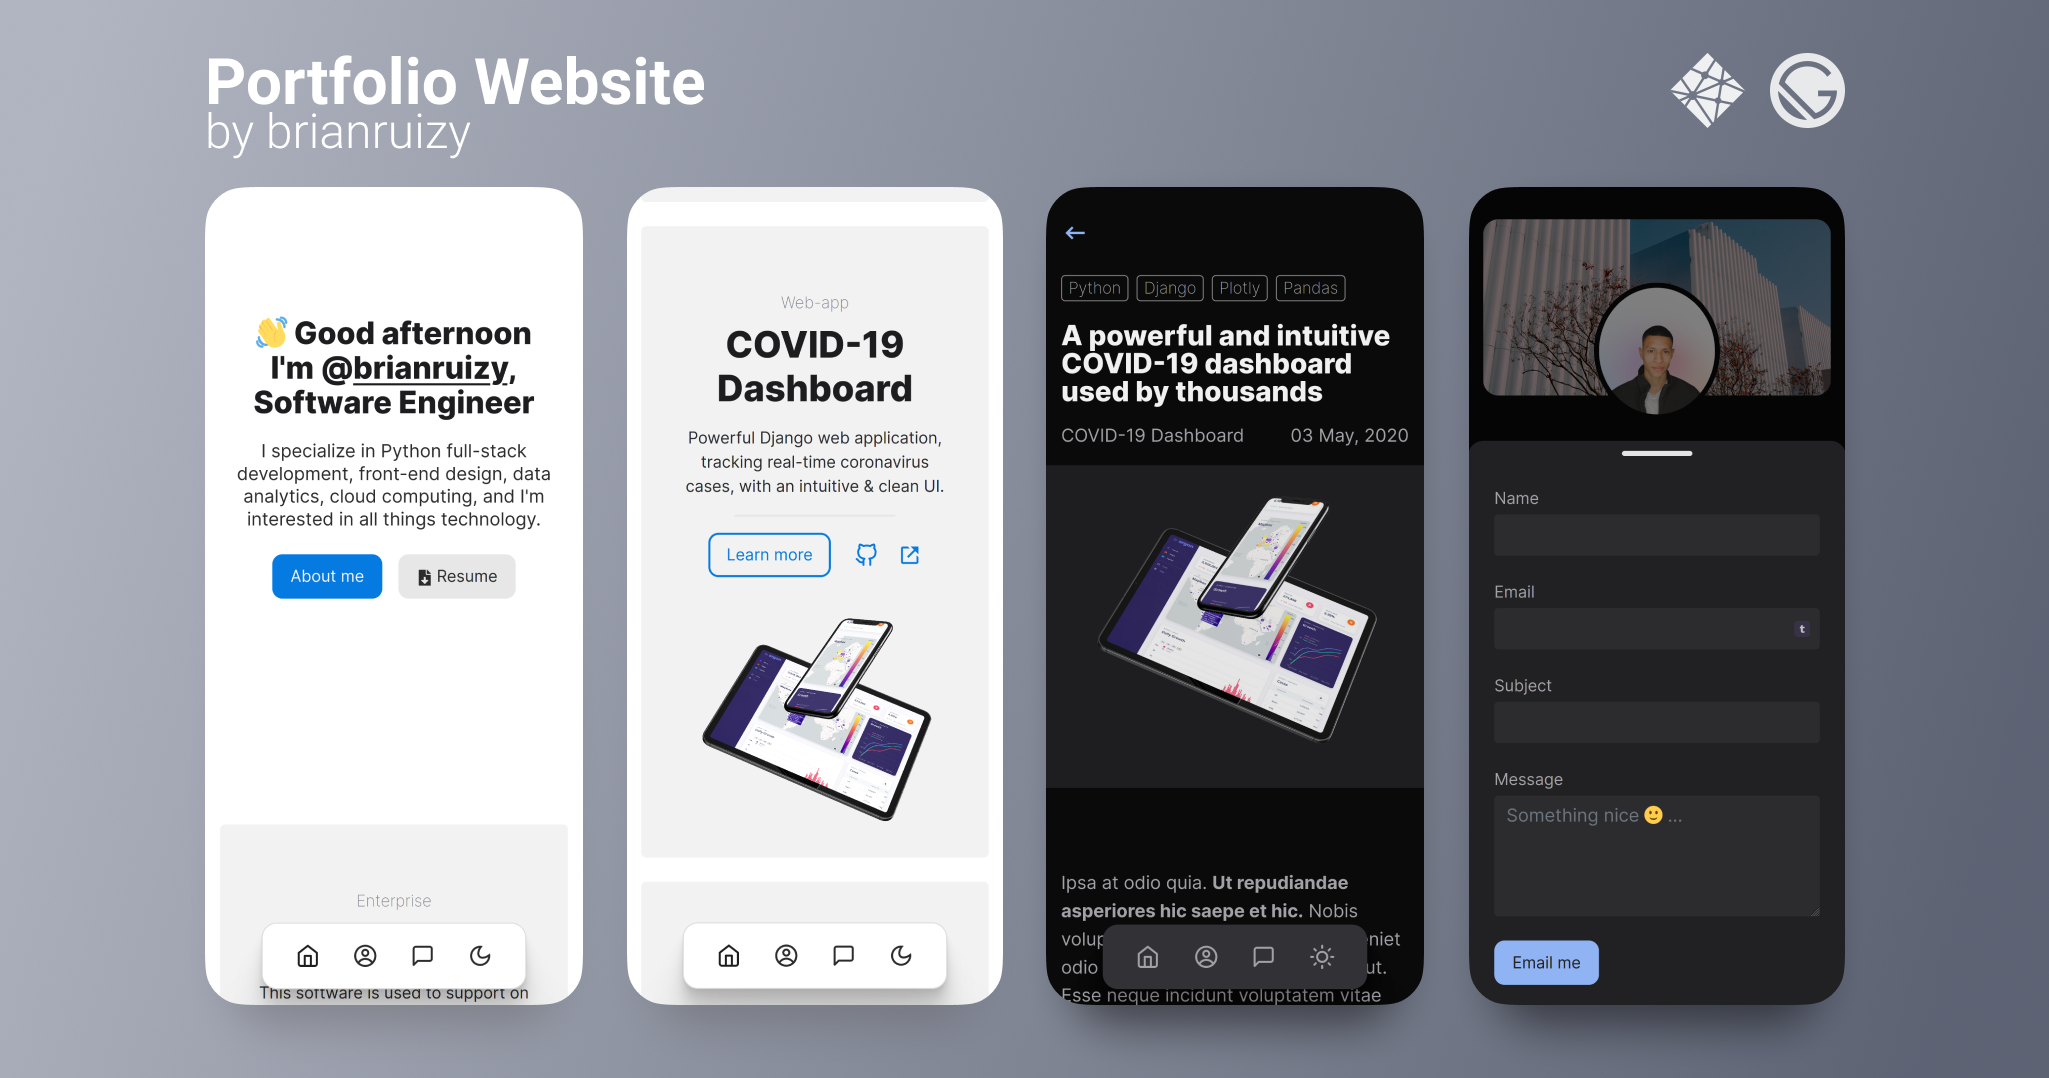 Portfolio Website
by brianruizy
👋 Good afternoon
I'm @brianruizy,
Software Engineer
I specialize in Python full-stack
development, front-end design, data
analytics, cloud computing, and I'm
interested in all things technology.
About me
Resume
Enterprise
This software is used to support on
Web-app
COVID-19
Dashboard
Powerful Django web application,
tracking real-time coronavirus
cases, with an intuitive & clean UI.
Learn more
Python Django Plotly Pandas
A powerful and intuitive
COVID-19 dashboard
used by thousands
COVID-19 Dashboard 03 May, 2020
Ipsa at odio quia. Ut repudiandae
asperiores hic saepe et hic. Nobis
odio
Esse neque incidunt voluptatem vitae
Name
Email
t
Subject
Message
Something nice 🙂 ...
Email me